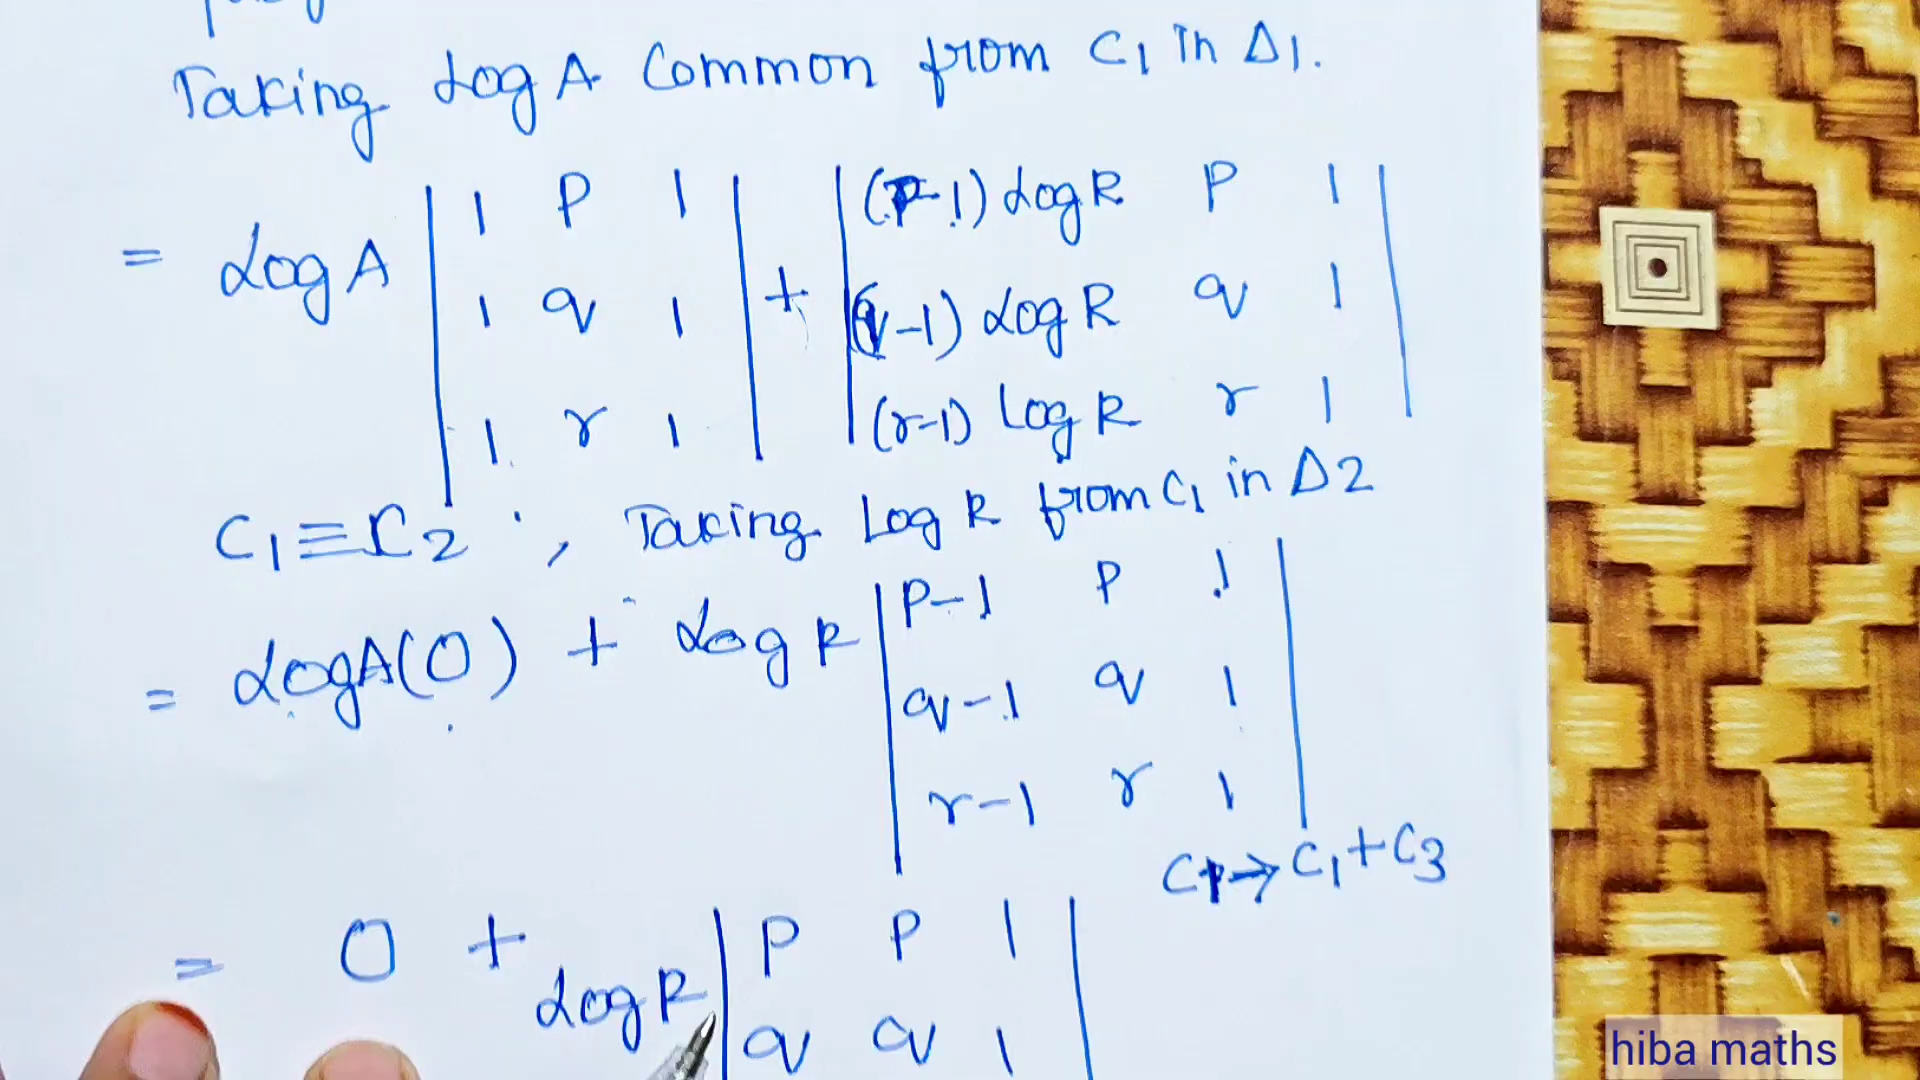 Taking Log A Common from C1 in Δ1.
= Log A | 1 P 1 | + | (P-1) Log R P 1 |
| 1 q 1 | | (q-1) Log R q 1 |
| 1 r 1 | | (r-1) Log R r 1 |
C1 ≡ C2 , Taking Log R from C1 in Δ2
= Log A(0) + Log R | P-1 P 1 |
| q-1 q 1 |
| r-1 r 1 |
C1 → C1+C3
= 0 + Log R | P P 1 |
| q q 1 |
hiba maths